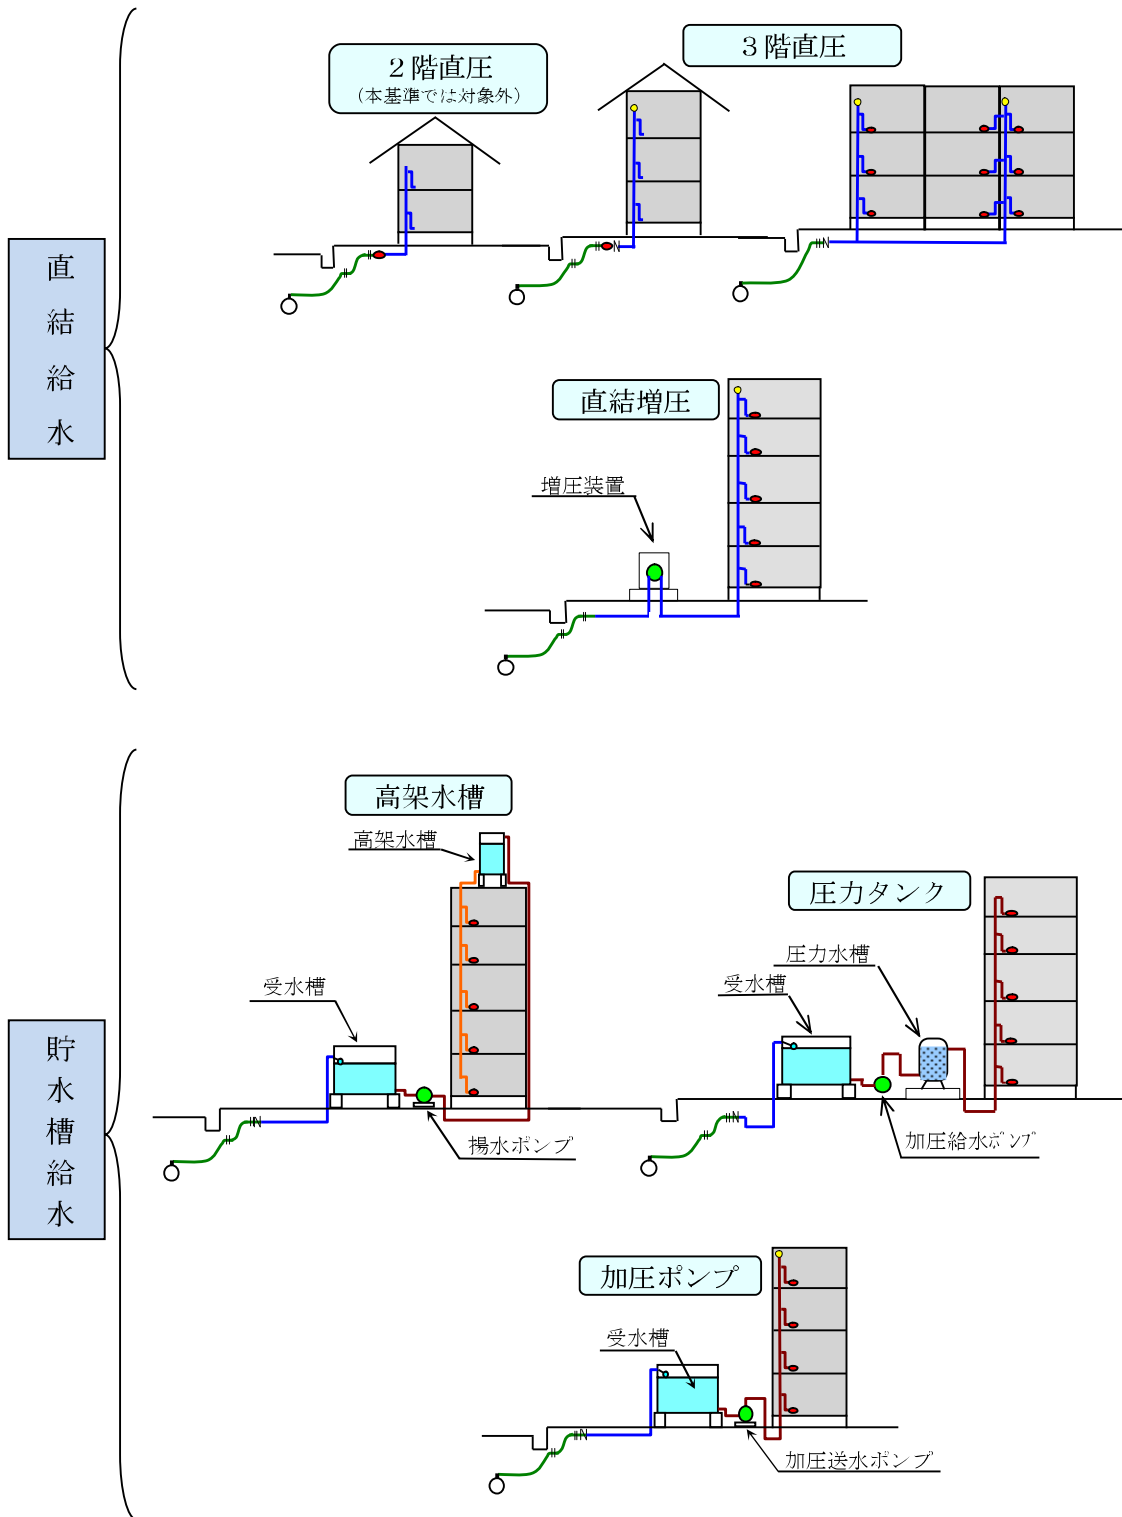 ２階直圧
（本基準では対象外）
３階直圧
直結給水
直結増圧
増圧装置
高架水槽
高架水槽
受水槽
揚水ポンプ
圧力タンク
圧力水槽
受水槽
加圧給水ﾎﾟﾝﾌﾟ
貯水槽給水
加圧ポンプ
受水槽
加圧送水ポンプ